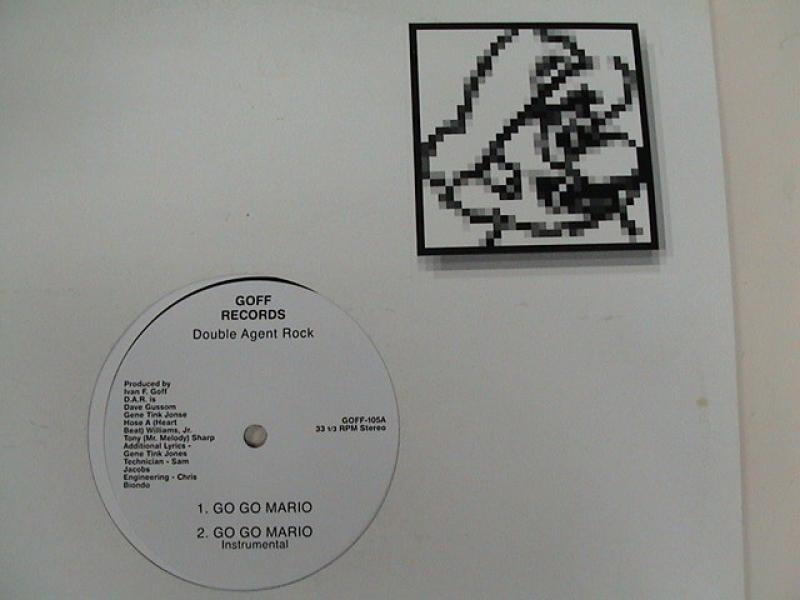 GOFF
RECORDS
Double Agent Rock
Produced by
Ivan F. Goff
D.A.R. is
Dave Gussom
Gene Tink Jonse
Hose A (Heart
Beat) Williams, Jr.
Tony (Mr. Melody) Sharp
Additional Lyrics -
Gene Tink Jones
Technician - Sam
Jacobs
Engineering - Chris
Biondo
GOFF-105A
33 1/3 RPM Stereo
1. GO GO MARIO
2. GO GO MARIO
Instrumental